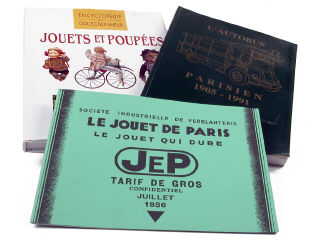 ENCYCLOPÉDIE
DU
COLLECTIONNEUR
JOUETS ET POUPÉES
L'AUTOBUS
PARISIEN
1905 - 1991
SOCIÉTÉ INDUSTRIELLE DE FERBLANTERIE
LE JOUET DE PARIS
LE JOUET QUI DURE
JEP
TARIF DE GROS
CONFIDENTIEL
JUILLET
1936